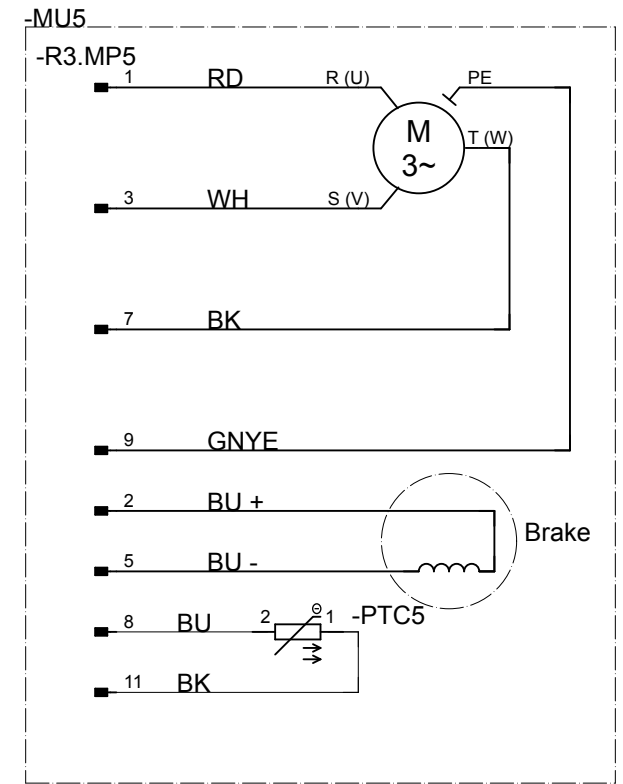 -MU5
-R3.MP5
1 RD R (U) PE
M
3~
T (W)
3 WH S (V)
7 BK
9 GNYE
2 BU +
Brake
5 BU -
8 BU 2 1 -PTC5
11 BK